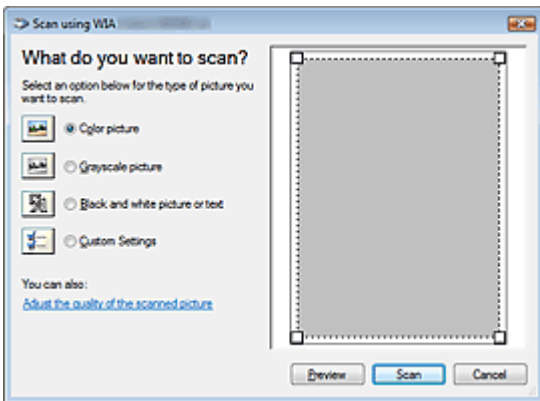 Scan using WIA
What do you want to scan?
Select an option below for the type of picture you
want to scan.
Color picture
Grayscale picture
Black and white picture or text
Custom Settings
You can also:
Adjust the quality of the scanned picture
Preview
Scan
Cancel